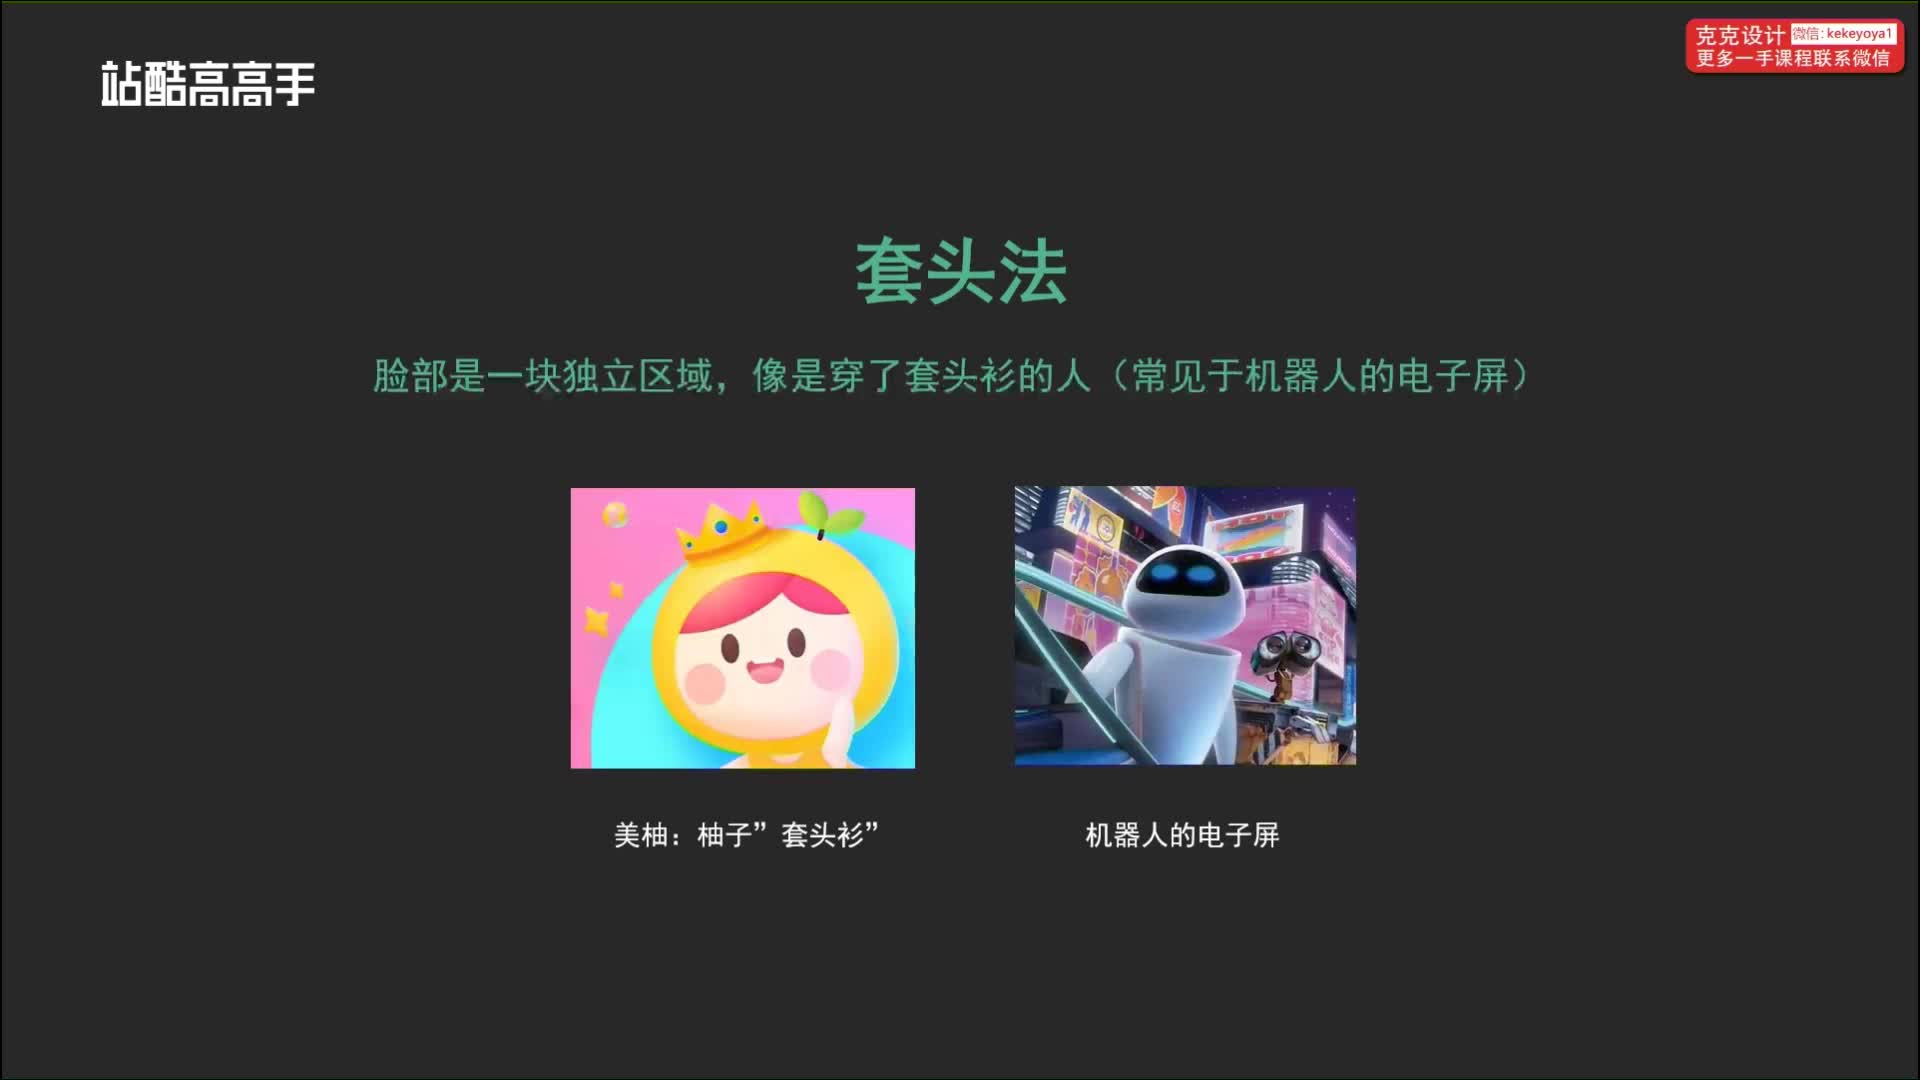 站酷高高手
克克设计 微信:kekeyoya1
更多一手课程联系微信
套头法
脸部是一块独立区域，像是穿了套头衫的人（常见于机器人的电子屏）
美柚：柚子”套头衫”
机器人的电子屏